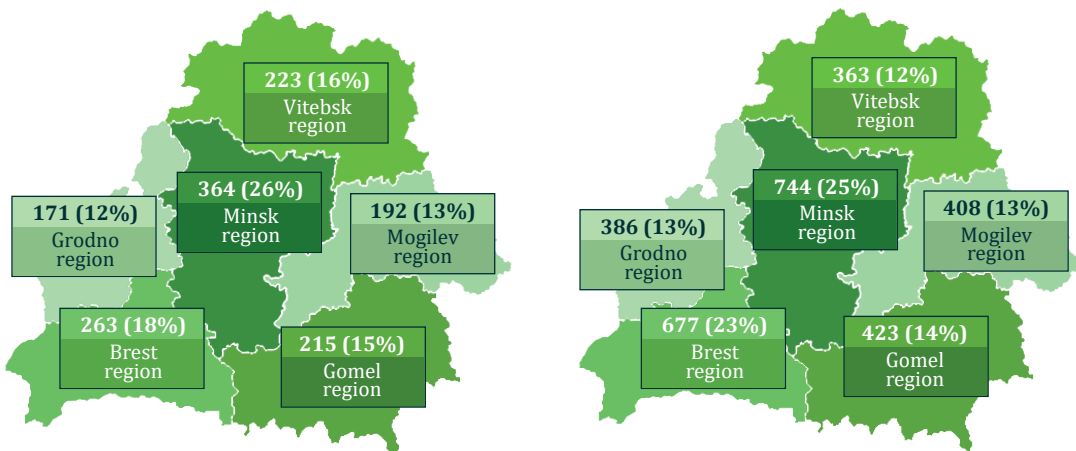 223 (16%)
Vitebsk
region
364 (26%)
Minsk
region
171 (12%)
Grodno
region
192 (13%)
Mogilev
region
263 (18%)
Brest
region
215 (15%)
Gomel
region
363 (12%)
Vitebsk
region
744 (25%)
Minsk
region
386 (13%)
Grodno
region
408 (13%)
Mogilev
region
677 (23%)
Brest
region
423 (14%)
Gomel
region